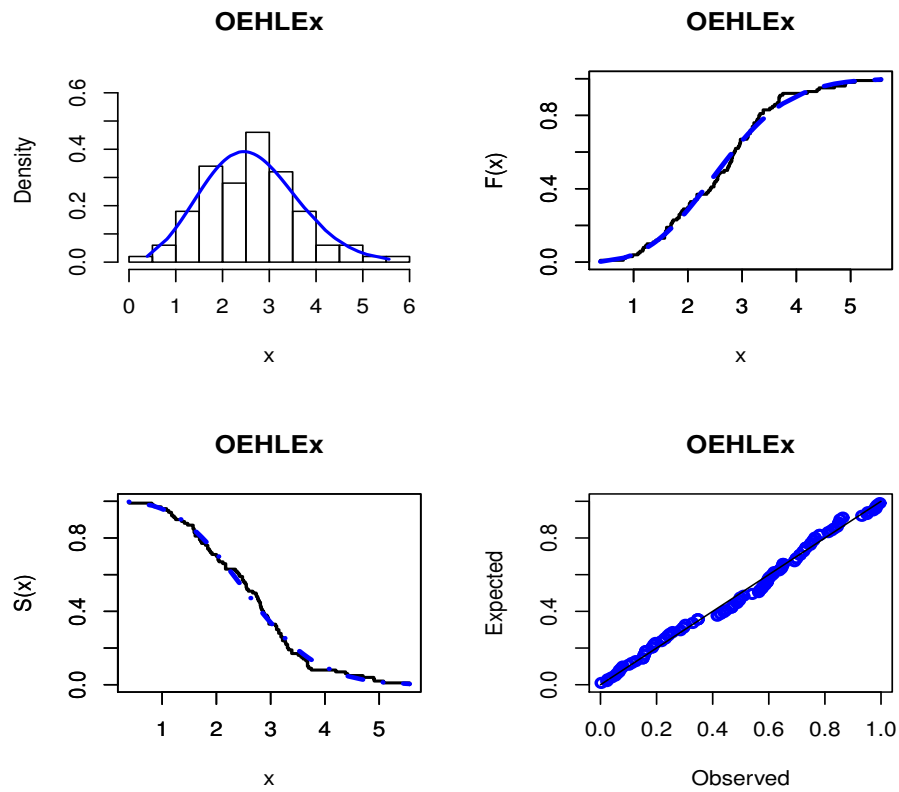 OEHLEx
Density
0.0 0.2 0.4 0.6
0 1 2 3 4 5 6
x
OEHLEx
F(x)
0.0 0.4 0.8
1 2 3 4 5
x
OEHLEx
S(x)
0.0 0.4 0.8
1 2 3 4 5
x
OEHLEx
Expected
0.0 0.4 0.8
0.0 0.2 0.4 0.6 0.8 1.0
Observed